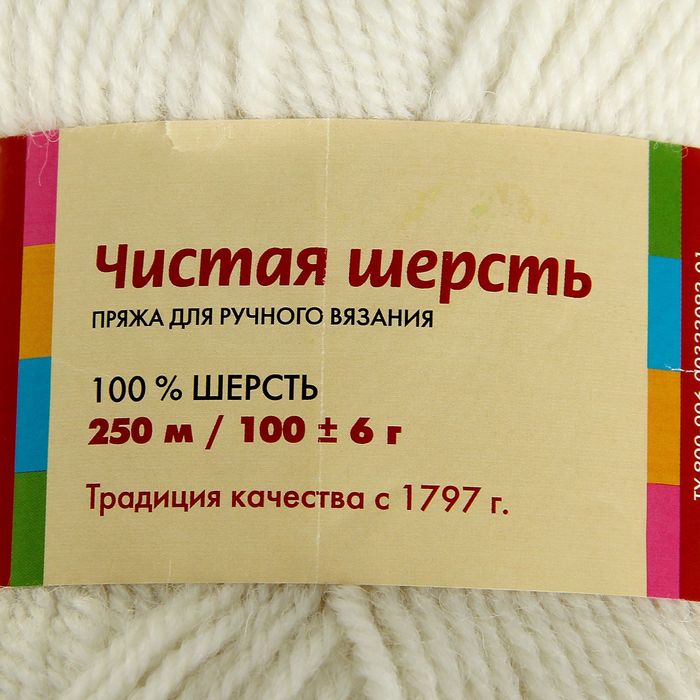 Чистая шерсть
ПРЯЖА ДЛЯ РУЧНОГО ВЯЗАНИЯ
100 % ШЕРСТЬ
250 м / 100 ± 6 г
Традиция качества с 1797 г.